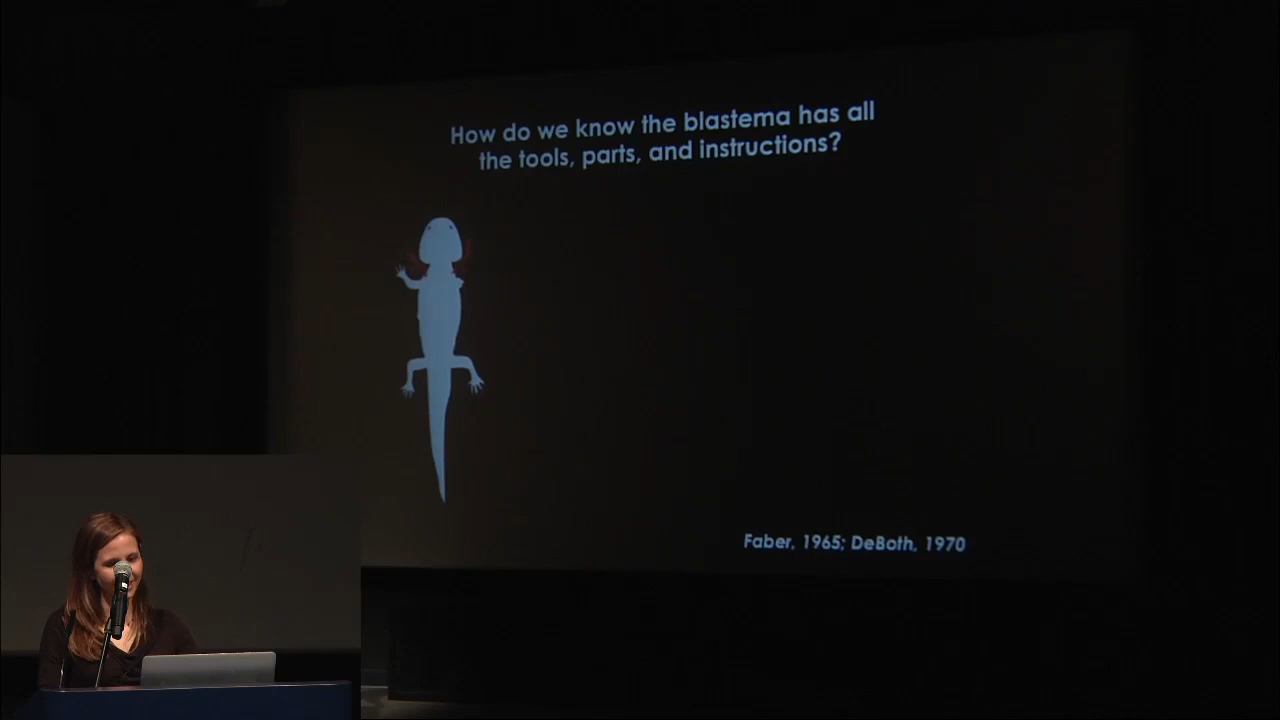 How do we know the blastema has all
the tools, parts, and instructions?
Faber, 1965; DeBoth, 1970